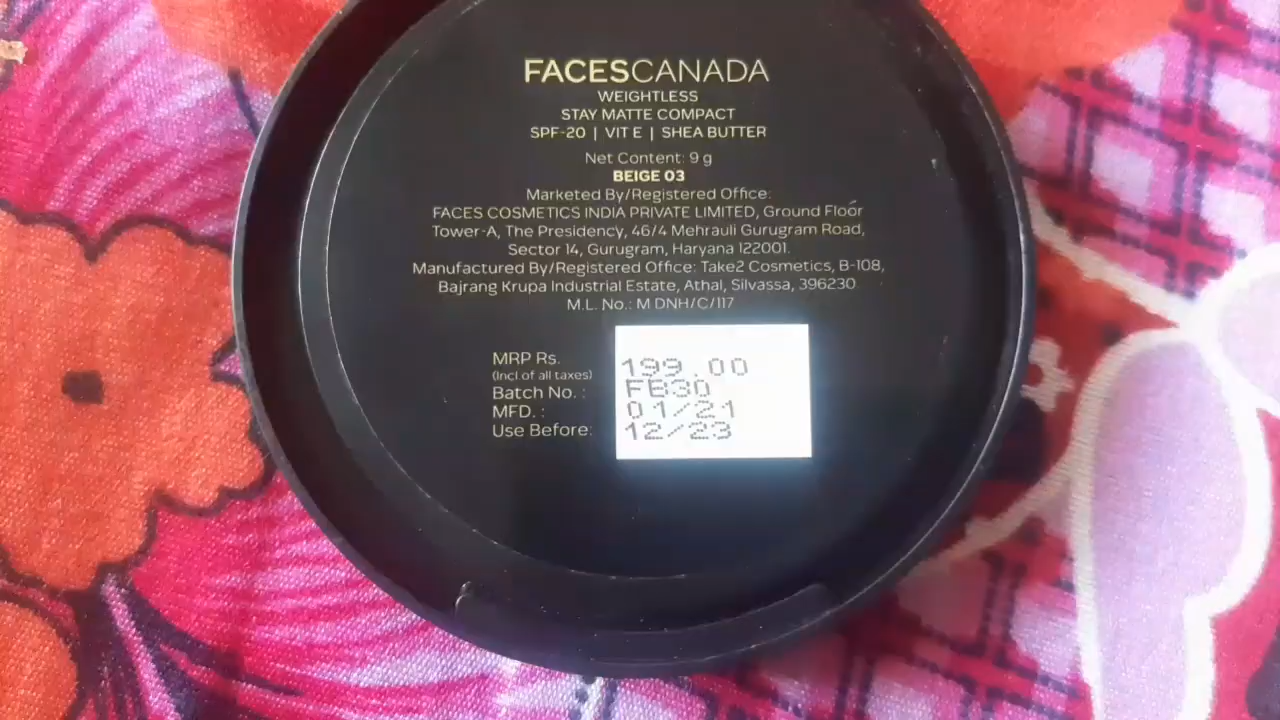 FACESCANADA
WEIGHTLESS
STAY MATTE COMPACT
SPF-20 | VIT E | SHEA BUTTER
Net Content: 9 g
BEIGE 03
Marketed By/Registered Office:
FACES COSMETICS INDIA PRIVATE LIMITED, Ground Floor
Tower-A, The Presidency, 46/4 Mehrauli Gurugram Road,
Sector 14, Gurugram, Haryana 122001.
Manufactured By/Registered Office: Take2 Cosmetics, B-108,
Bajrang Krupa Industrial Estate, Athal, Silvassa, 396230
M.L. No.: M DNH/C/117
MRP Rs. 199.00
(Incl of all taxes)
Batch No. : FB30
MFD. : 01/21
Use Before: 12/23